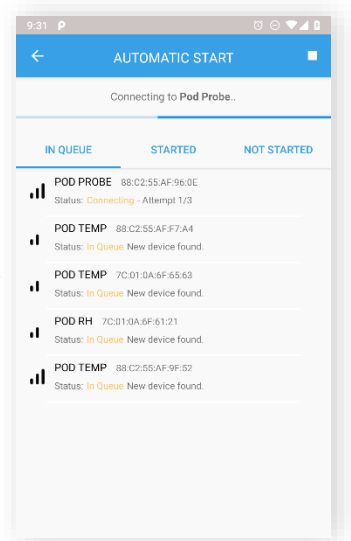 9:31
AUTOMATIC START
Connecting to Pod Probe..
IN QUEUE STARTED NOT STARTED
POD PROBE 88:C2:55:AF:96:0E
Status: Connecting - Attempt 1/3
POD TEMP 88:C2:55:AF:F7:A4
Status: In Queue New device found.
POD TEMP 7C:01:0A:6F:65:63
Status: In Queue New device found.
POD RH 7C:01:0A:6F:61:21
Status: In Queue New device found.
POD TEMP 88:C2:55:AF:9F:52
Status: In Queue New device found.